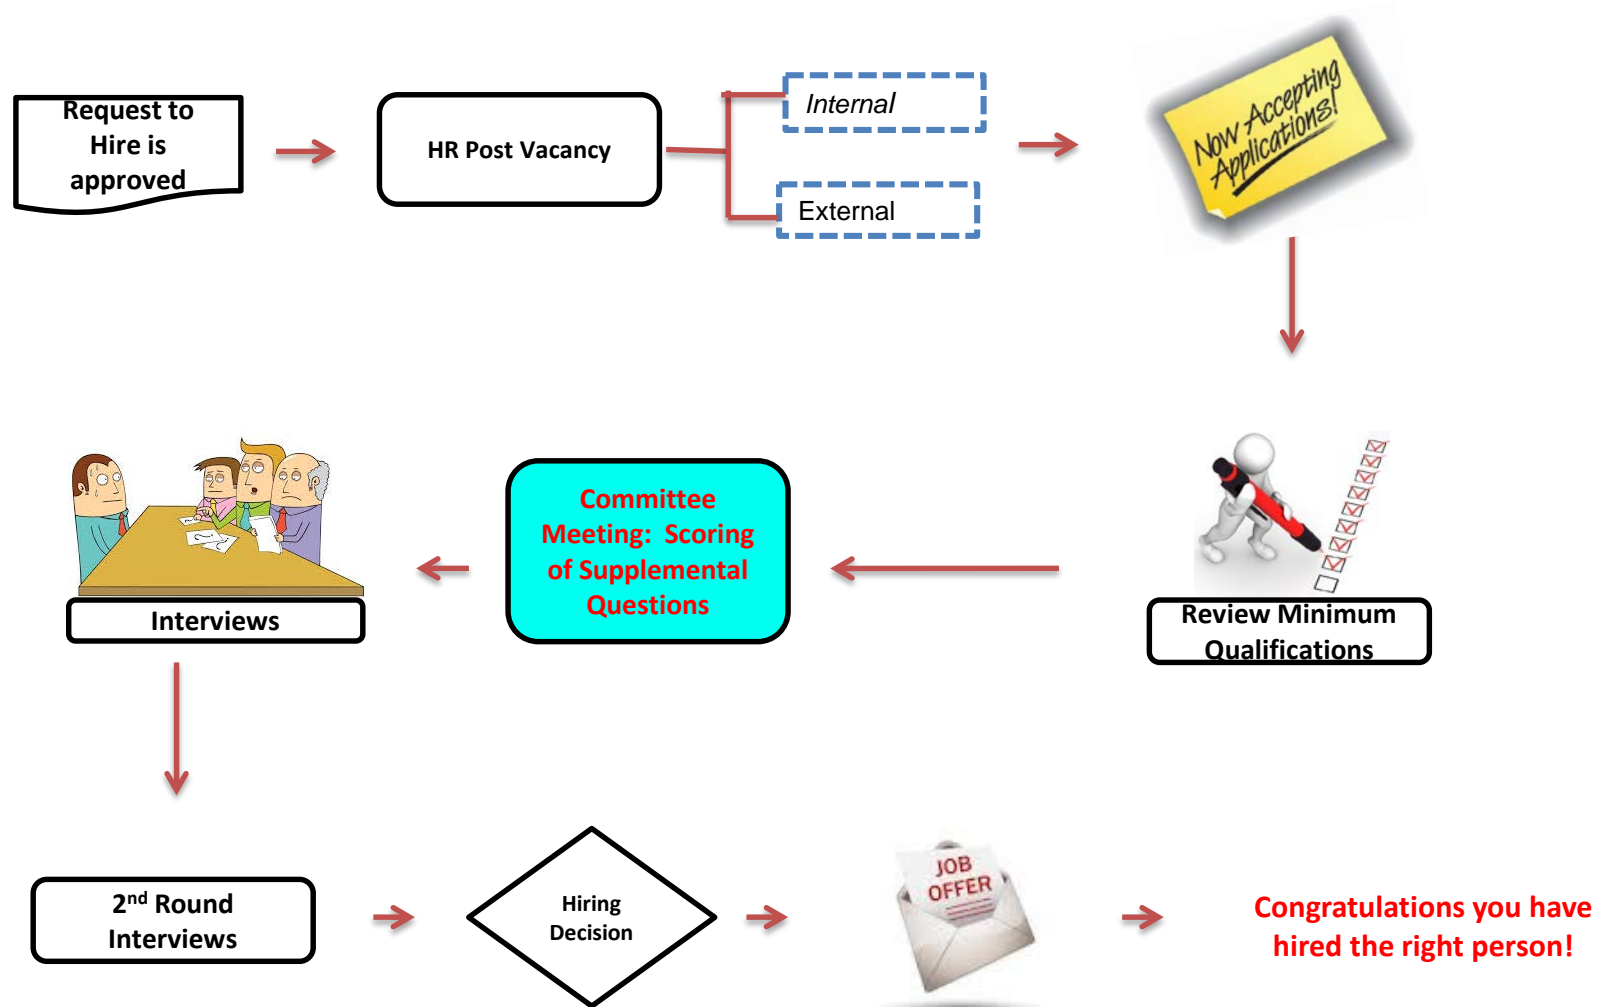 Request to
Hire is
approved
HR Post Vacancy
Internal
External
Now Accepting
Applications!
Interviews
Committee
Meeting: Scoring
of Supplemental
Questions
Review Minimum
Qualifications
2nd Round
Interviews
Hiring
Decision
JOB
OFFER
Congratulations you have
hired the right person!